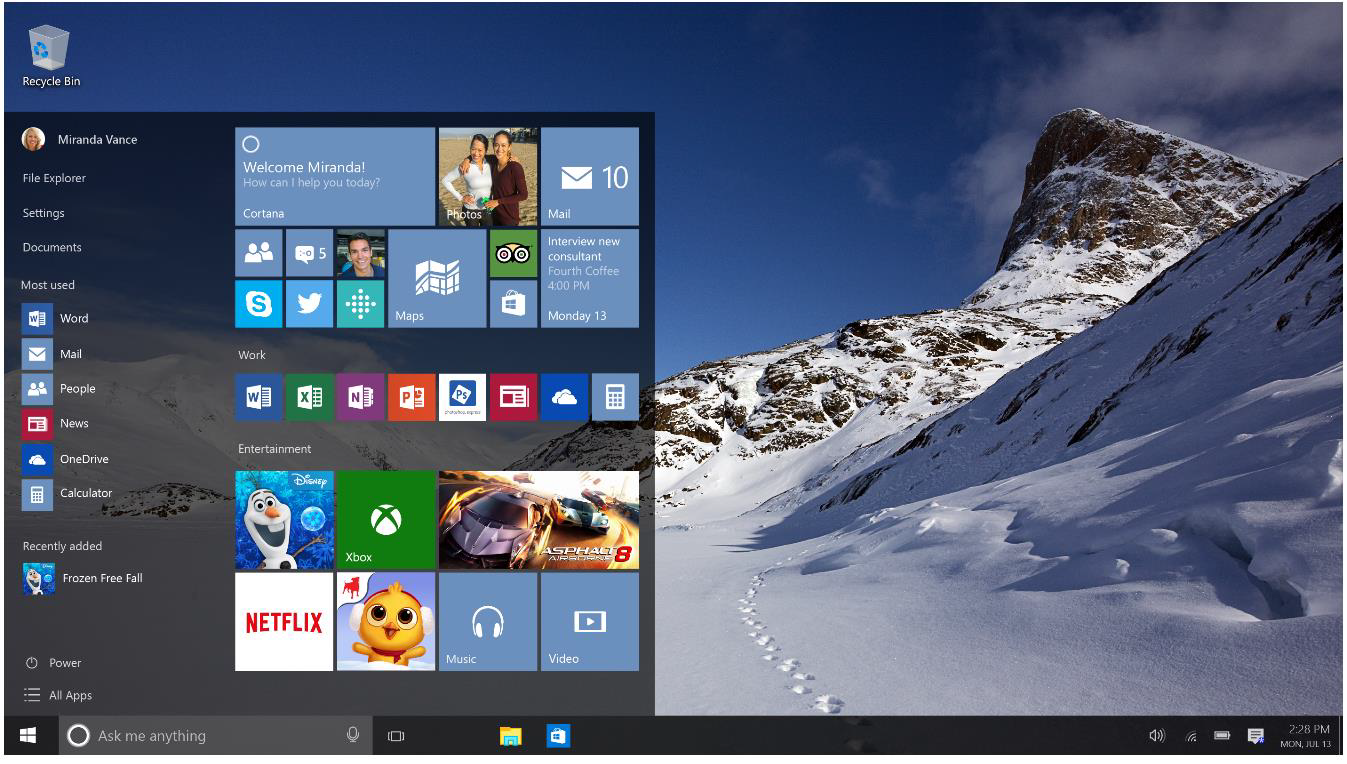 Recycle Bin
Miranda Vance
File Explorer
Settings
Documents
Most used
Word
Mail
People
News
OneDrive
Calculator
Recently added
Frozen Free Fall
Power
All Apps
Welcome Miranda!
How can I help you today?
Cortana
Photos
10
Mail
5
Maps
Interview new
consultant
Fourth Coffee
4:00 PM
Monday 13
Work
Ps
photoshop express
Entertainment
Disney
Xbox
ASPHALT 8
AIRBORNE
NETFLIX
Music
Video
Ask me anything
2:28 PM
MON, JUL 13